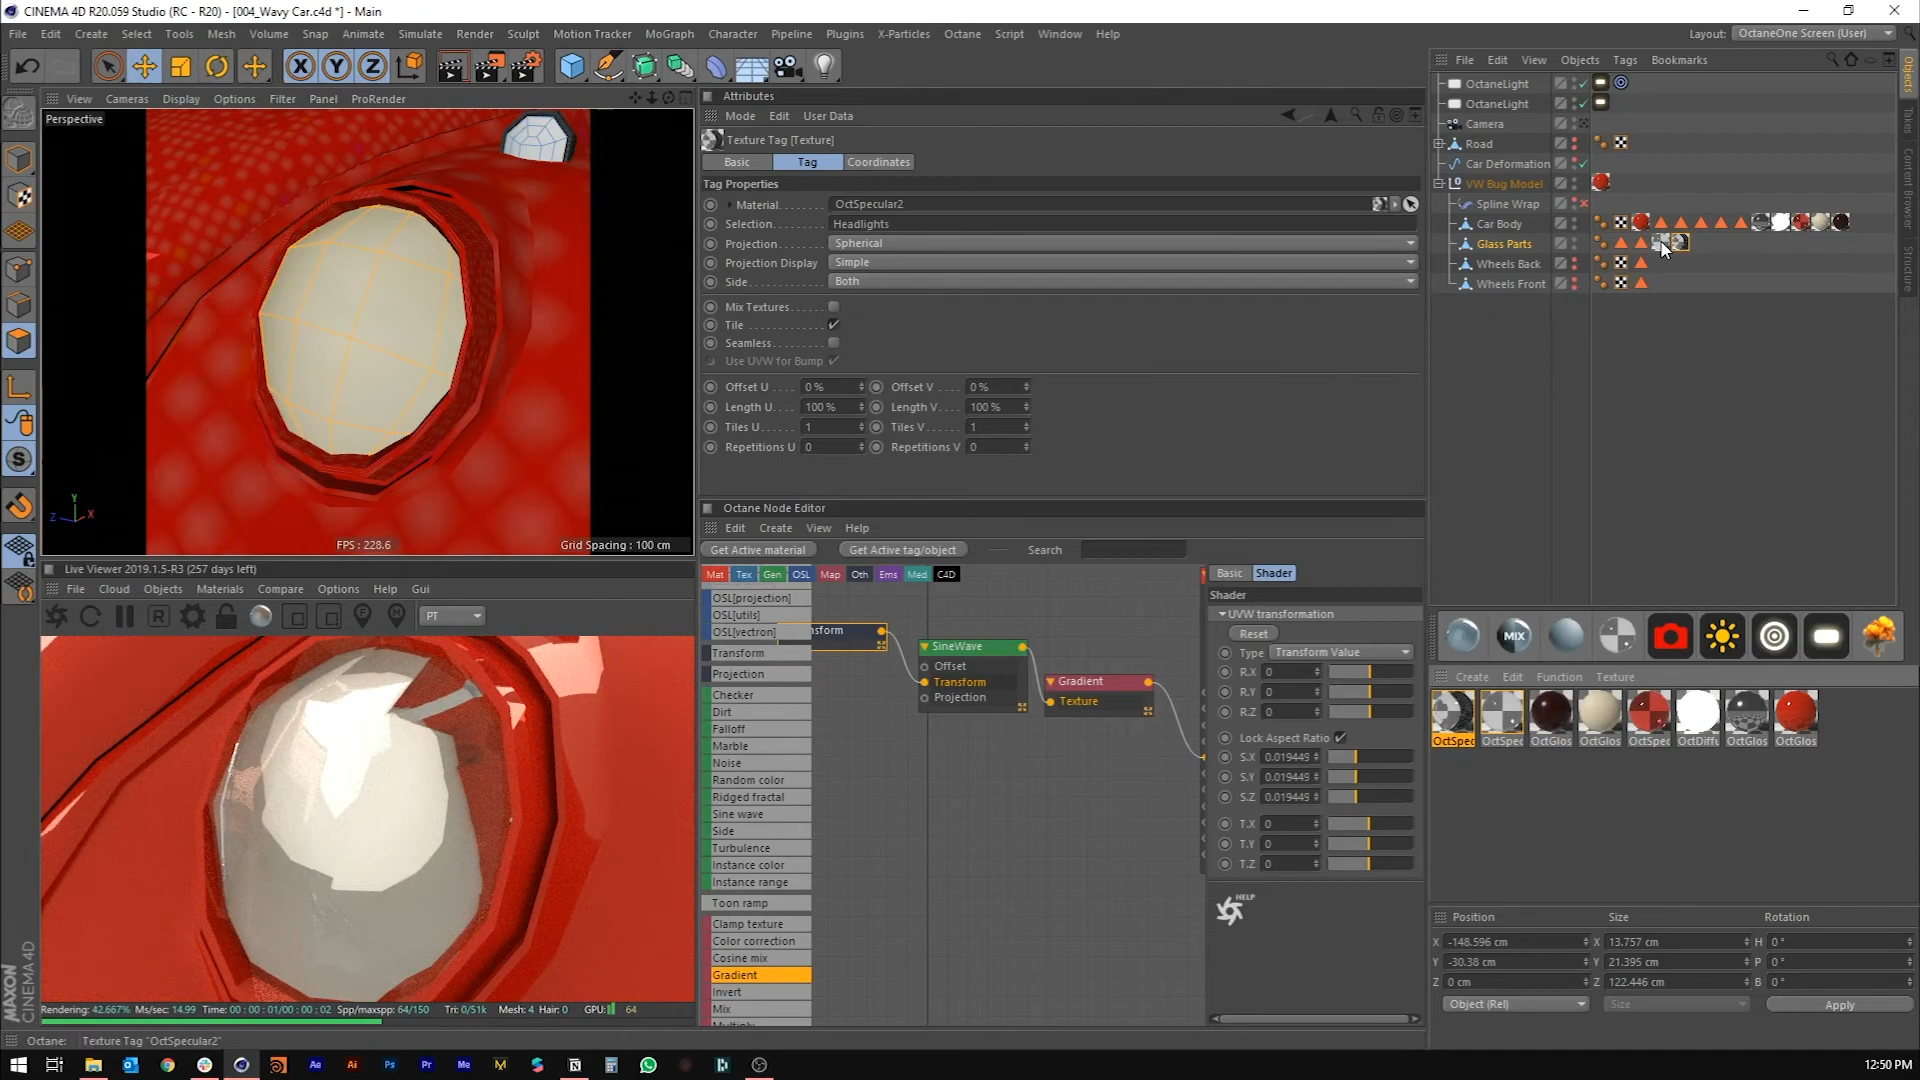 CINEMA 4D R20.059 Studio (RC - R20) - [004_Wavy Car.c4d *] - Main
File Edit Create Select Tools Mesh Volume Snap Animate Simulate Render Sculpt Motion Tracker MoGraph Character Pipeline Plugins X-Particles Octane Script Window Help
Layout: OctaneOne Screen (User)
View Cameras Display Options Filter Panel ProRender
Perspective
FPS : 228.6
Grid Spacing : 100 cm
Attributes
Mode Edit User Data
Texture Tag [Texture]
Basic Tag Coordinates
Tag Properties
Material OctSpecular2
Selection Headlights
Projection Spherical
Projection Display Simple
Side Both
Mix Textures
Tile
Seamless
Use UVW for Bump
Offset U 0 % Offset V 0 %
Length U 100 % Length V 100 %
Tiles U 1 Tiles V 1
Repetitions U 0 Repetitions V 0
File Edit View Objects Tags Bookmarks
OctaneLight
OctaneLight
Camera
Road
Car Deformation
VW Bug Model
Spline Wrap
Car Body
Glass Parts
Wheels Back
Wheels Front
Objects
Takes
Content Browser
Structure
Live Viewer 2019.1.5-R3 (257 days left)
File Cloud Objects Materials Compare Options Help Gui
PT
Rendering: 42.667% Ms/sec: 14.99 Time: 00 : 00 : 01/00 : 00 : 02 Spp/maxspp: 64/150 Tri: 0/51k Mesh: 4 Hair: 0 GPU: 64
Octane Node Editor
Edit Create View Help
Get Active material Get Active tag/object Search
Mat Tex Gen OSL Map Oth Ems Med C4D
OSL[projection]
OSL[utils]
OSL[vectron]
Transform
Projection
Checker
Dirt
Falloff
Marble
Noise
Random color
Ridged fractal
Sine wave
Side
Turbulence
Instance color
Instance range
Toon ramp
Clamp texture
Color correction
Cosine mix
Gradient
Invert
Mix
nsform
SineWave
Offset
Transform
Projection
Gradient
Texture
Basic Shader
Shader
UVW transformation
Reset
Type Transform Value
R.X 0
R.Y 0
R.Z 0
Lock Aspect Ratio
S.X 0.019449
S.Y 0.019449
S.Z 0.019449
T.X 0
T.Y 0
T.Z 0
HELP
MIX
Create Edit Function Texture
OctSpec OctSpec OctGlos OctGlos OctSpec OctDiffu OctGlos OctGlos
Position Size Rotation
X -148.596 cm X 13.757 cm H 0 °
Y -30.38 cm Y 21.395 cm P 0 °
Z 0 cm Z 122.446 cm B 0 °
Object (Rel) Size Apply
MAXON
CINEMA 4D
Octane: Texture Tag "OctSpecular2"
Ae Ai Ps Pr Me
12:50 PM